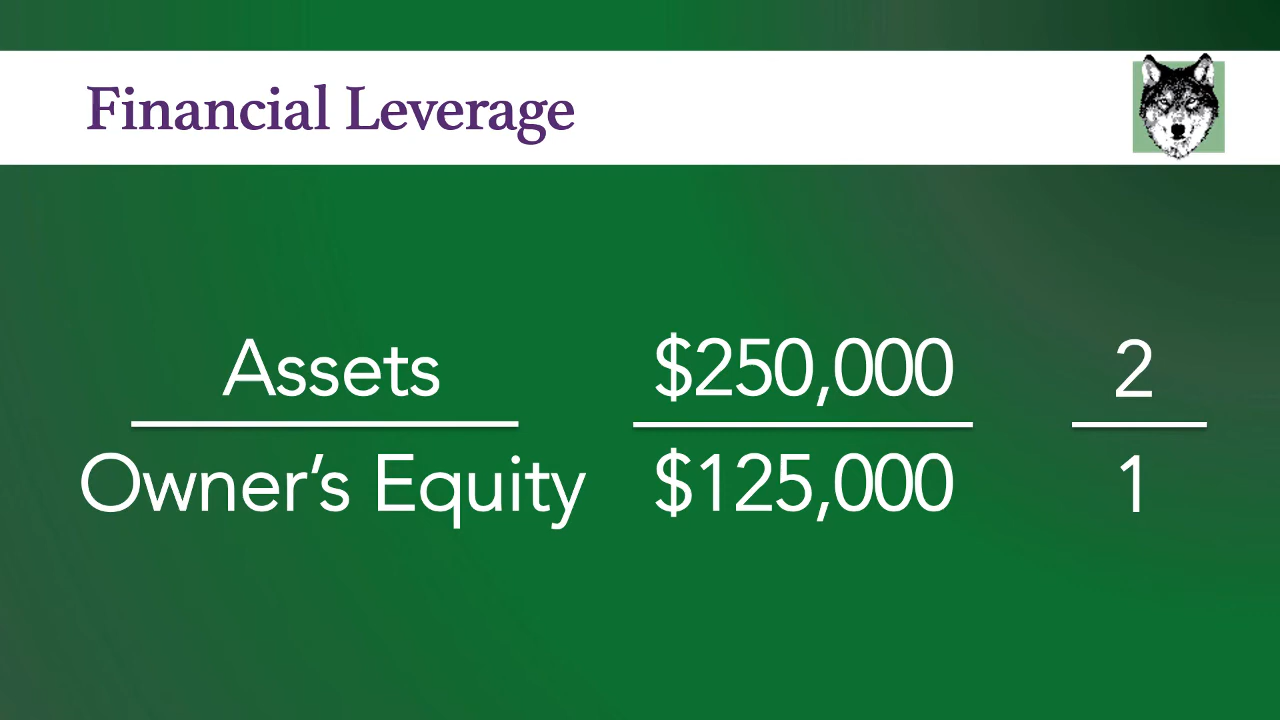 Financial Leverage
Assets
Owner’s Equity
$250,000
$125,000
2
1